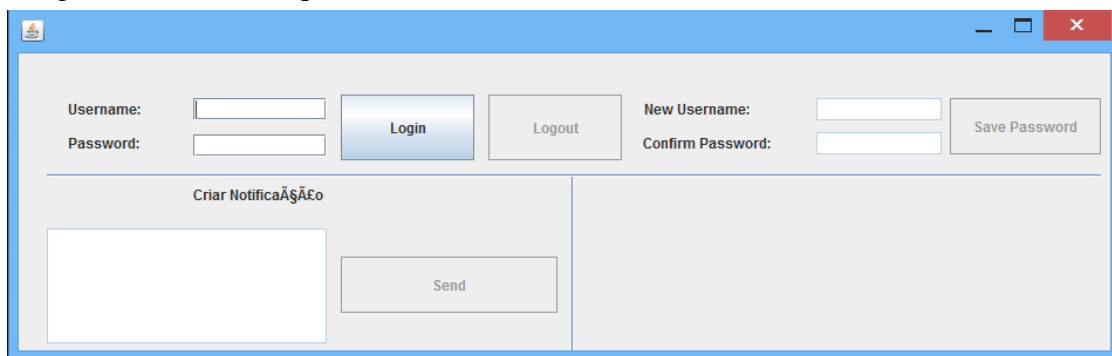 Username:
Password:
Login
Logout
New Username:
Confirm Password:
Save Password
Criar NotificaÃ§Ã£o
Send